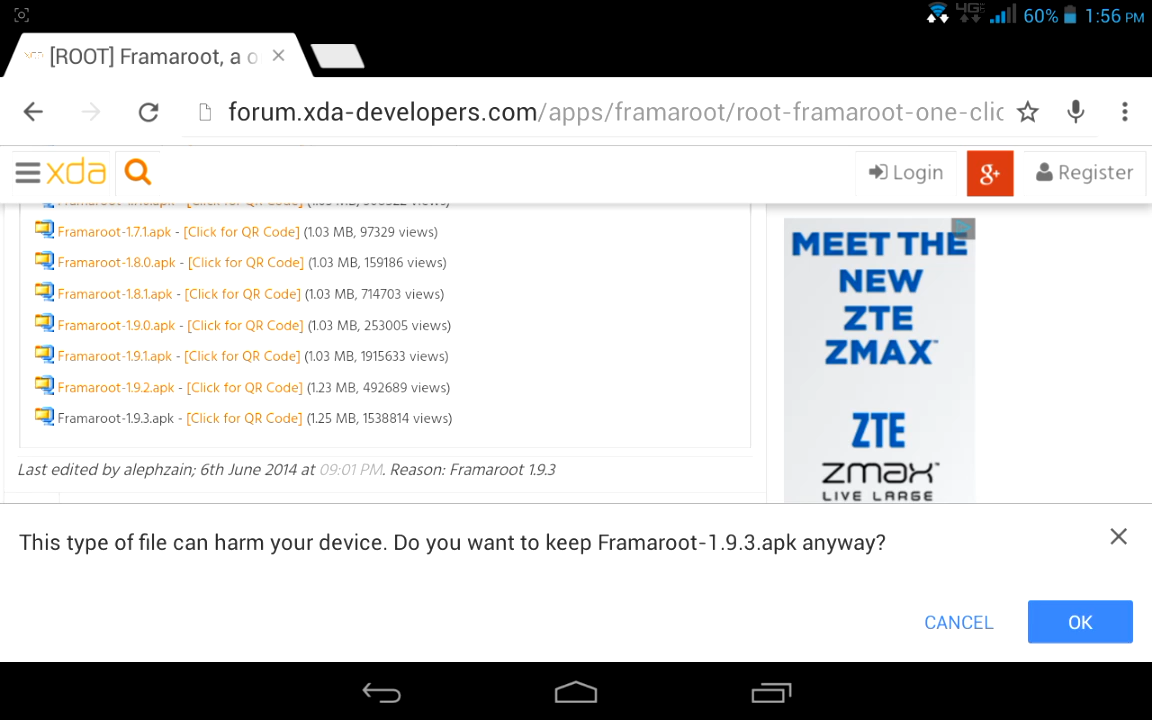 4G 60% 1:56 PM
[ROOT] Framaroot, a o
forum.xda-developers.com/apps/framaroot/root-framaroot-one-clic
xda Login g+ Register
Framaroot-1.7.1.apk - [Click for QR Code] (1.03 MB, 97329 views)
Framaroot-1.8.0.apk - [Click for QR Code] (1.03 MB, 159186 views)
Framaroot-1.8.1.apk - [Click for QR Code] (1.03 MB, 714703 views)
Framaroot-1.9.0.apk - [Click for QR Code] (1.03 MB, 253005 views)
Framaroot-1.9.1.apk - [Click for QR Code] (1.03 MB, 1915633 views)
Framaroot-1.9.2.apk - [Click for QR Code] (1.23 MB, 492689 views)
Framaroot-1.9.3.apk - [Click for QR Code] (1.25 MB, 1538814 views)
Last edited by alephzain; 6th June 2014 at 09:01 PM. Reason: Framaroot 1.9.3
MEET THE
NEW
ZTE
ZMAX™
ZTE
ZMAX™
LIVE LARGE
This type of file can harm your device. Do you want to keep Framaroot-1.9.3.apk anyway?
CANCEL OK